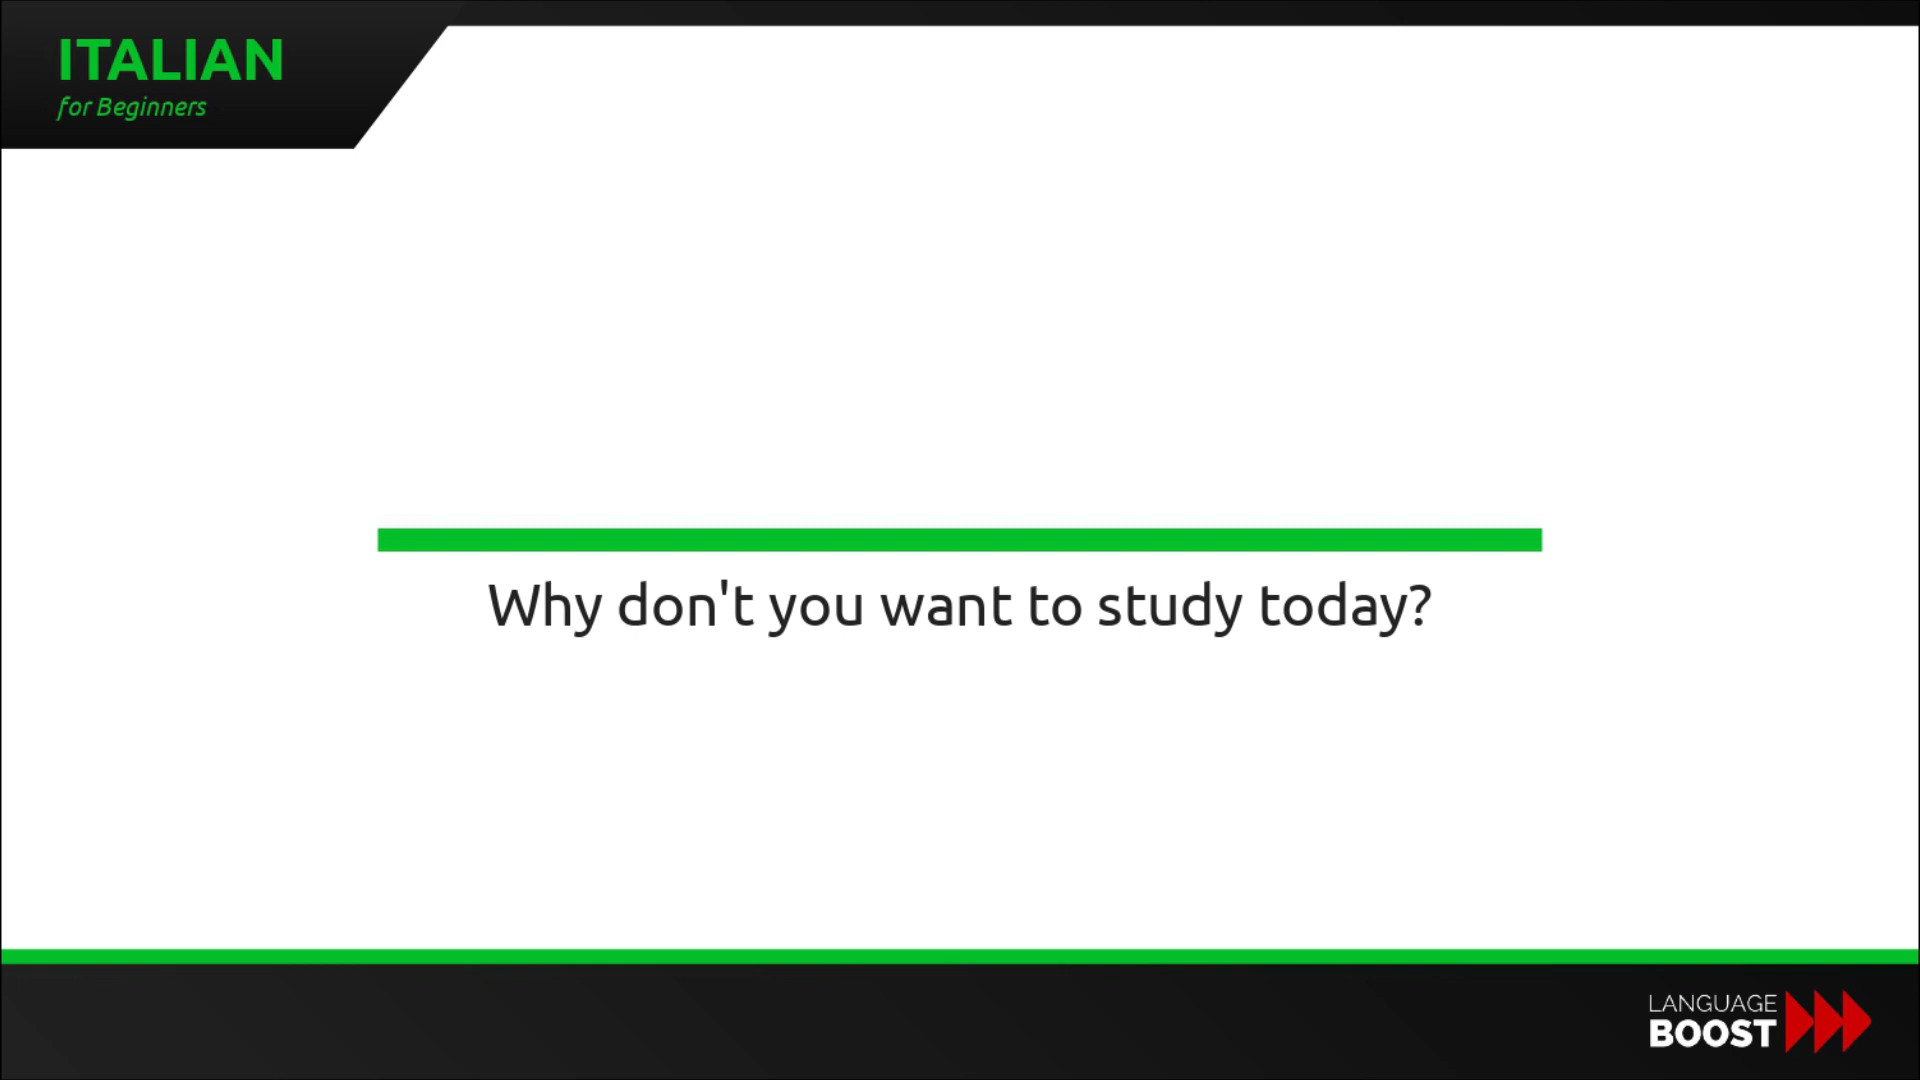 ITALIAN
for Beginners
Why don't you want to study today?
LANGUAGE
BOOST